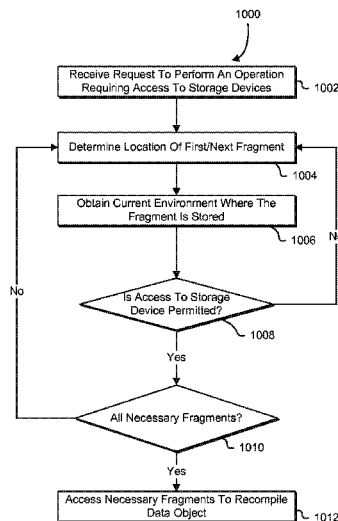 1000
Receive Request To Perform An Operation
Requiring Access To Storage Devices
1002
Determine Location Of First/Next Fragment
1004
Obtain Current Environment Where The
Fragment Is Stored
1006
No
N
Is Access To Storage
Device Permitted?
1008
Yes
All Necessary Fragments?
1010
Yes
Access Necessary Fragments To Recompile
Data Object
1012